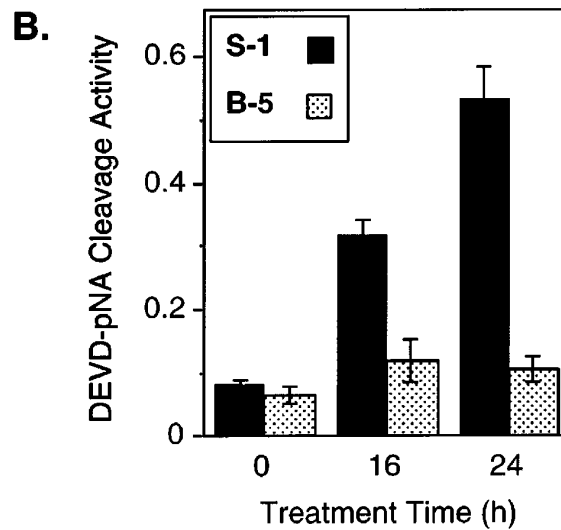 B.
S-1
B-5
DEVD-pNA Cleavage Activity
0.6
0.4
0.2
0
0 16 24
Treatment Time (h)